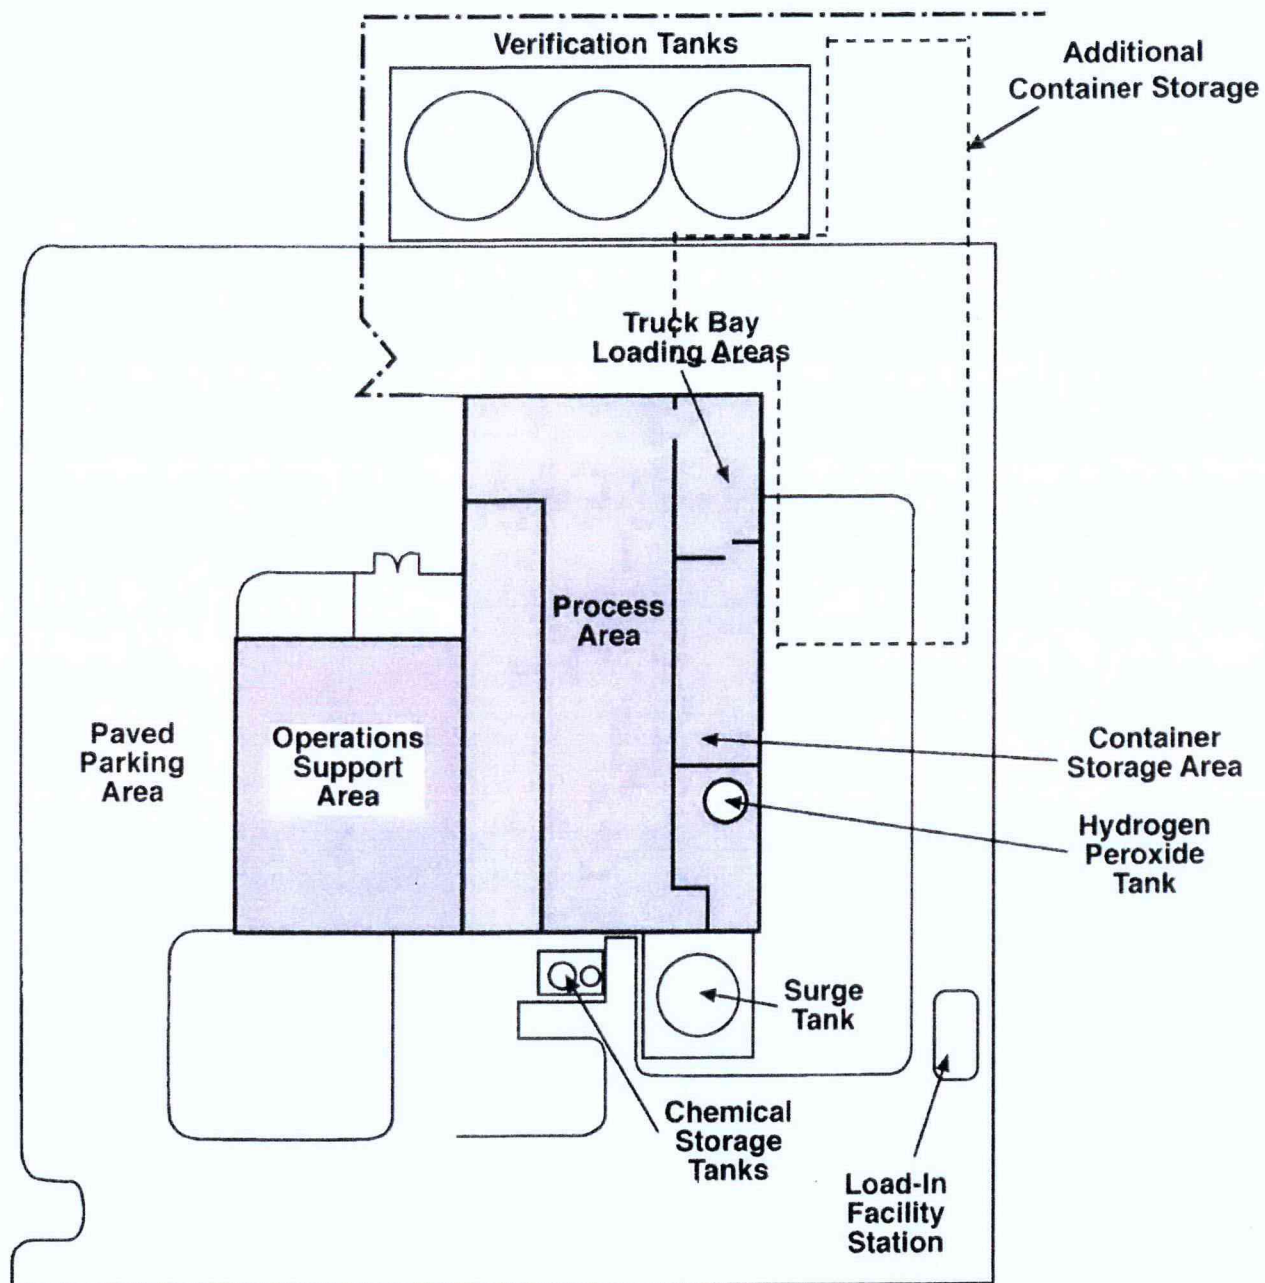 Verification Tanks
Additional
Container Storage
Truck Bay
Loading Areas
Process
Area
Paved
Parking
Area
Operations
Support
Area
Container
Storage Area
Hydrogen
Peroxide
Tank
Surge
Tank
Chemical
Storage
Tanks
Load-In
Facility
Station